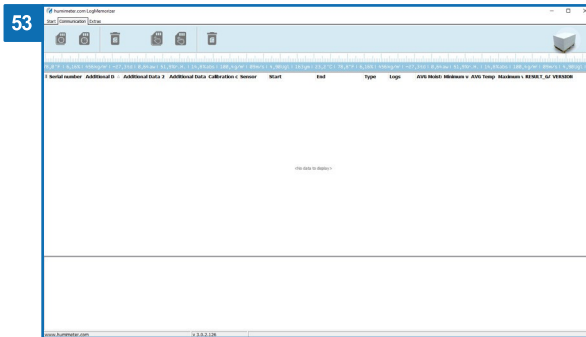 53
humimeter.com LogMemorizer
Start Communication Extras
Serial number Additional D Additional Data 2 Additional Data Calibration c Sensor Start End Type Logs AVG Moist Minimum v AVG Temp Maximum v RESULT_G/ VERSION
<No data to display>
www.humimeter.com v 3.0.2.126